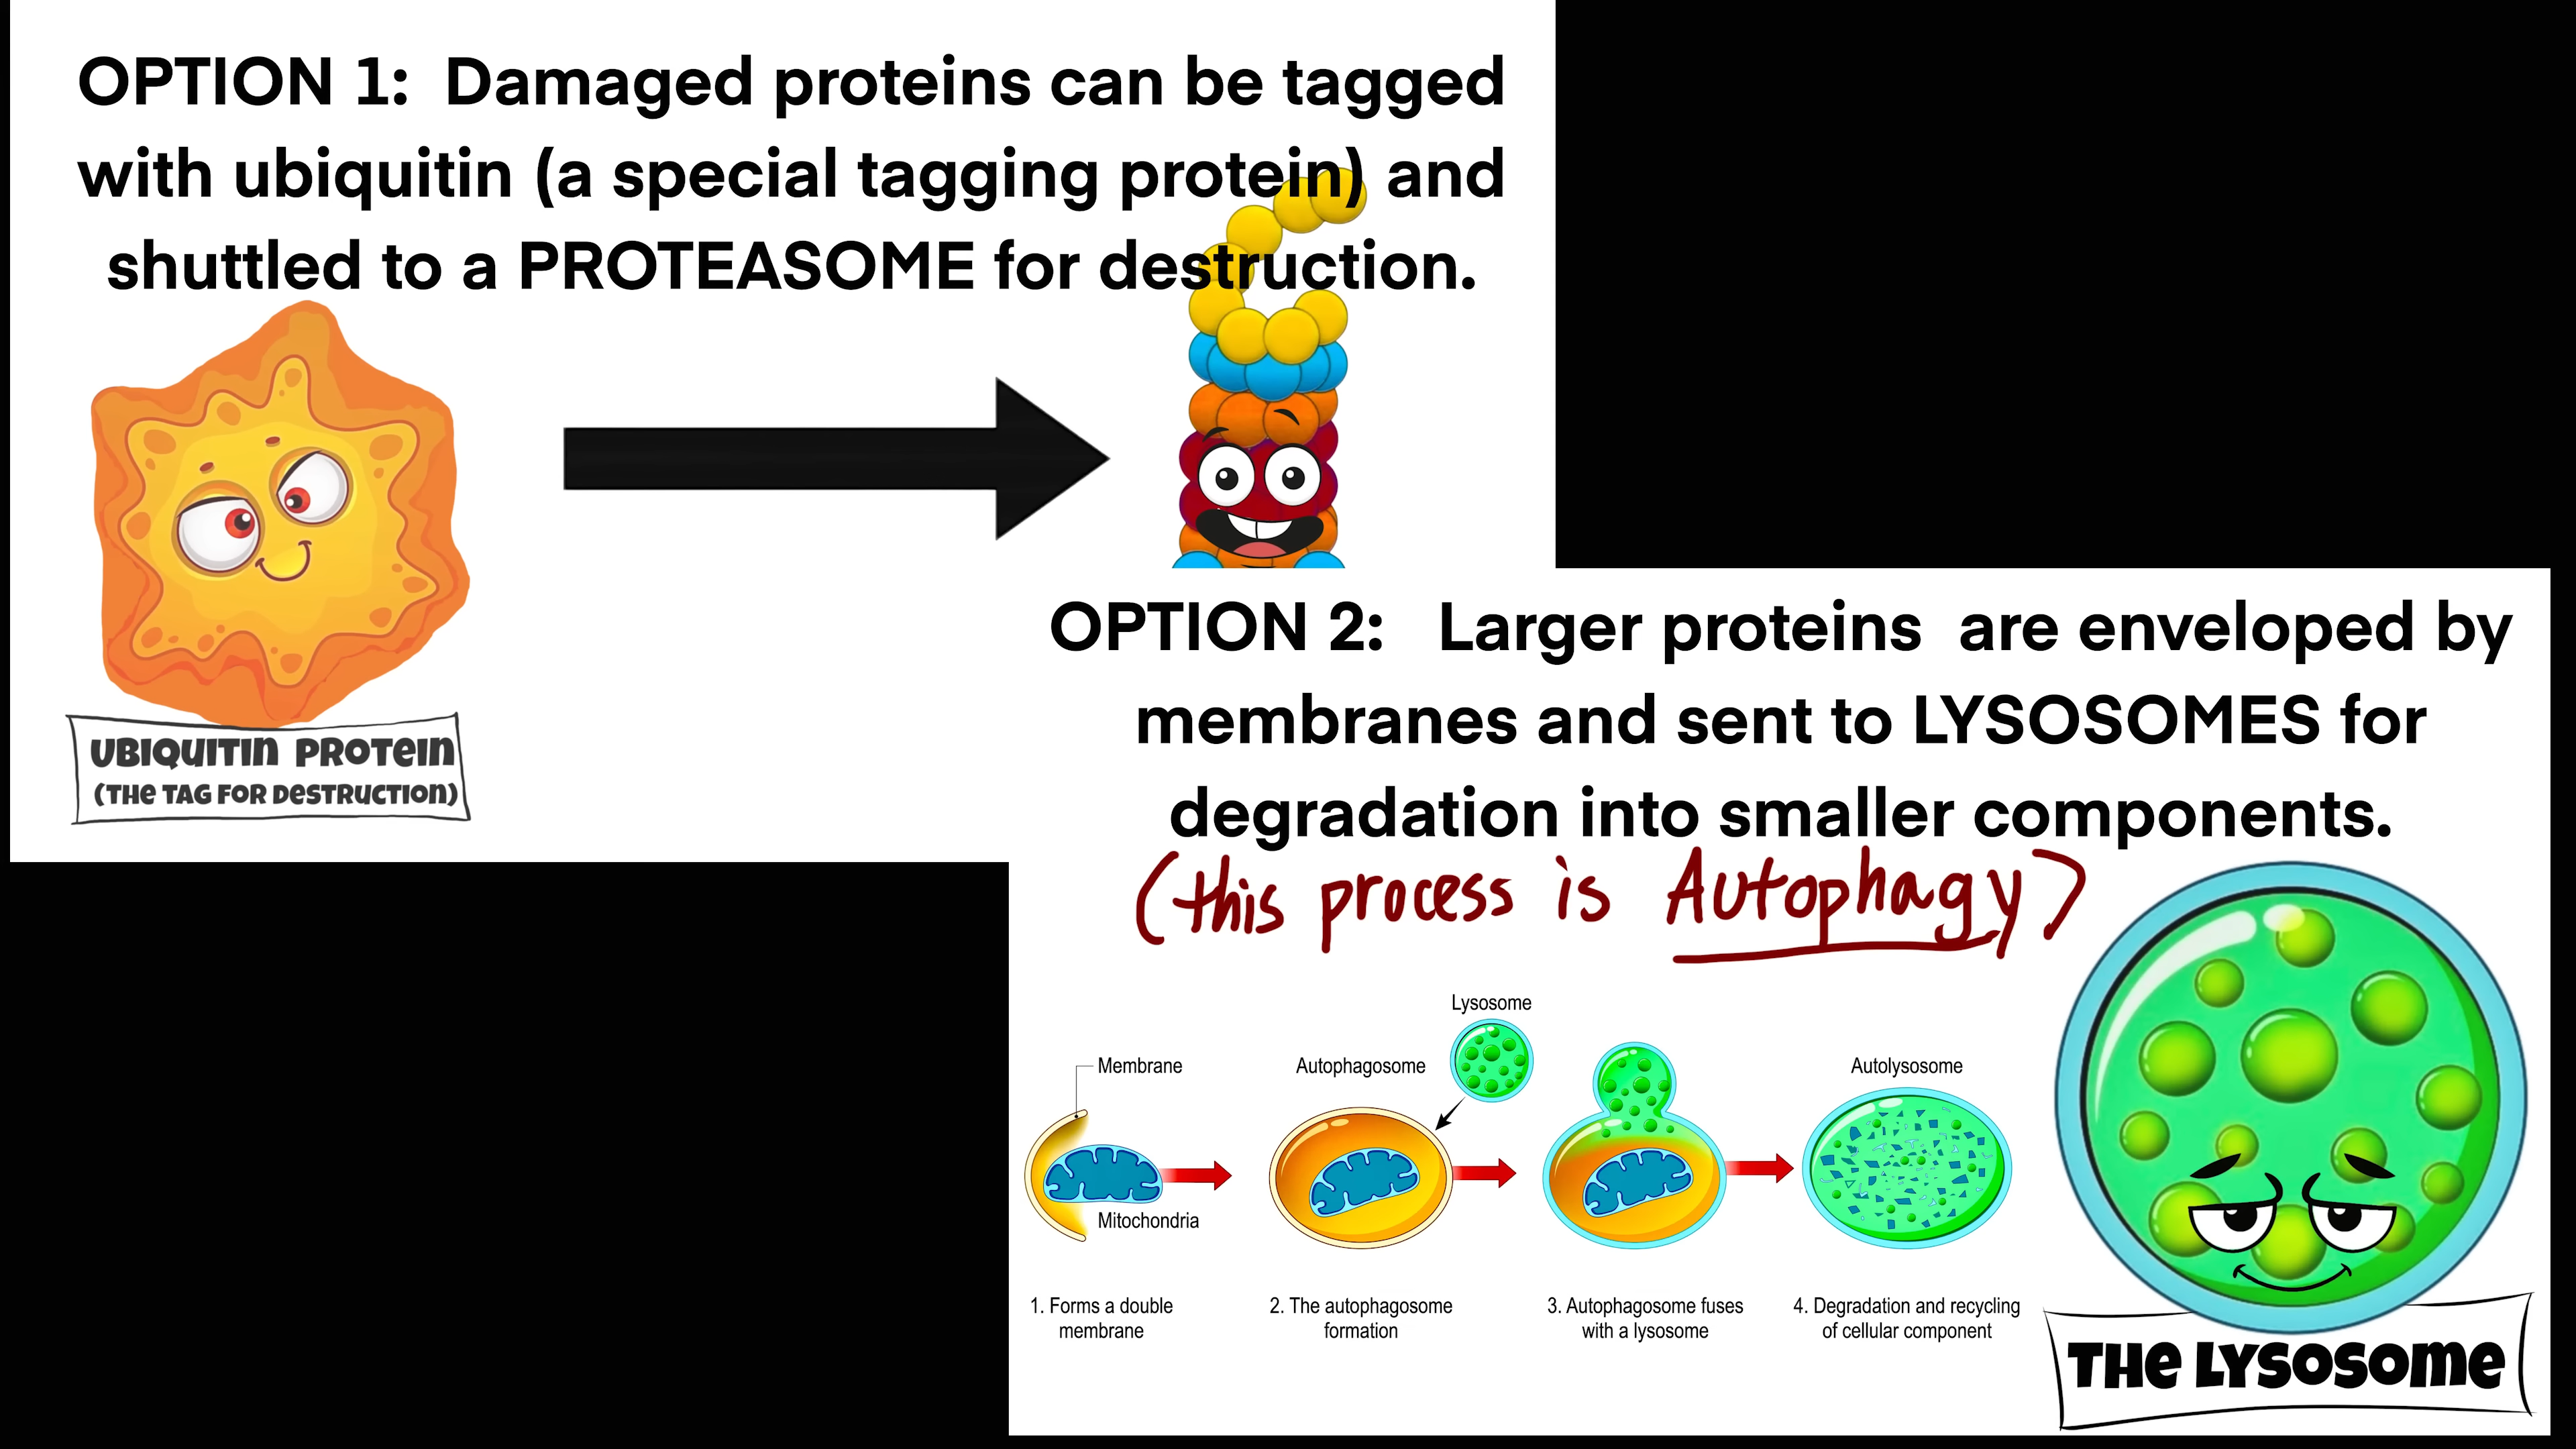 OPTION 1: Damaged proteins can be tagged
with ubiquitin (a special tagging protein) and
shuttled to a PROTEASOME for destruction.
UBIQUITIN PROTEIN
(THE TAG FOR DESTRUCTION)
OPTION 2: Larger proteins are enveloped by
membranes and sent to LYSOSOMES for
degradation into smaller components.
(this process is Autophagy)
Lysosome
Membrane
Autophagosome
Autolysosome
Mitochondria
1. Forms a double
membrane
2. The autophagosome
formation
3. Autophagosome fuses
with a lysosome
4. Degradation and recycling
of cellular component
THE LYSOSOME